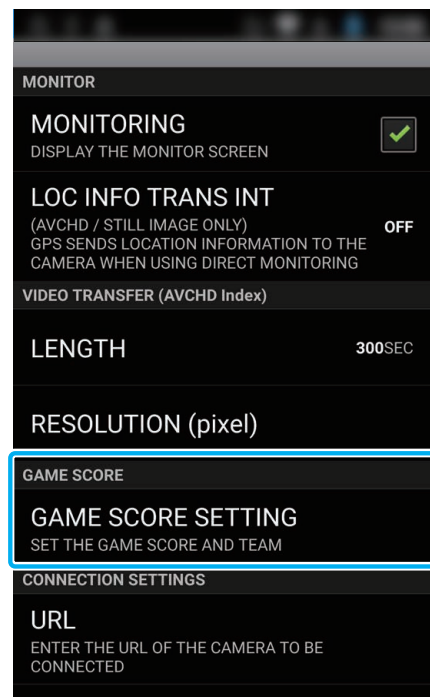 MONITOR
MONITORING
DISPLAY THE MONITOR SCREEN
LOC INFO TRANS INT
(AVCHD / STILL IMAGE ONLY)
OFF
GPS SENDS LOCATION INFORMATION TO THE
CAMERA WHEN USING DIRECT MONITORING
VIDEO TRANSFER (AVCHD Index)
LENGTH
300SEC
RESOLUTION (pixel)
GAME SCORE
GAME SCORE SETTING
SET THE GAME SCORE AND TEAM
CONNECTION SETTINGS
URL
ENTER THE URL OF THE CAMERA TO BE
CONNECTED